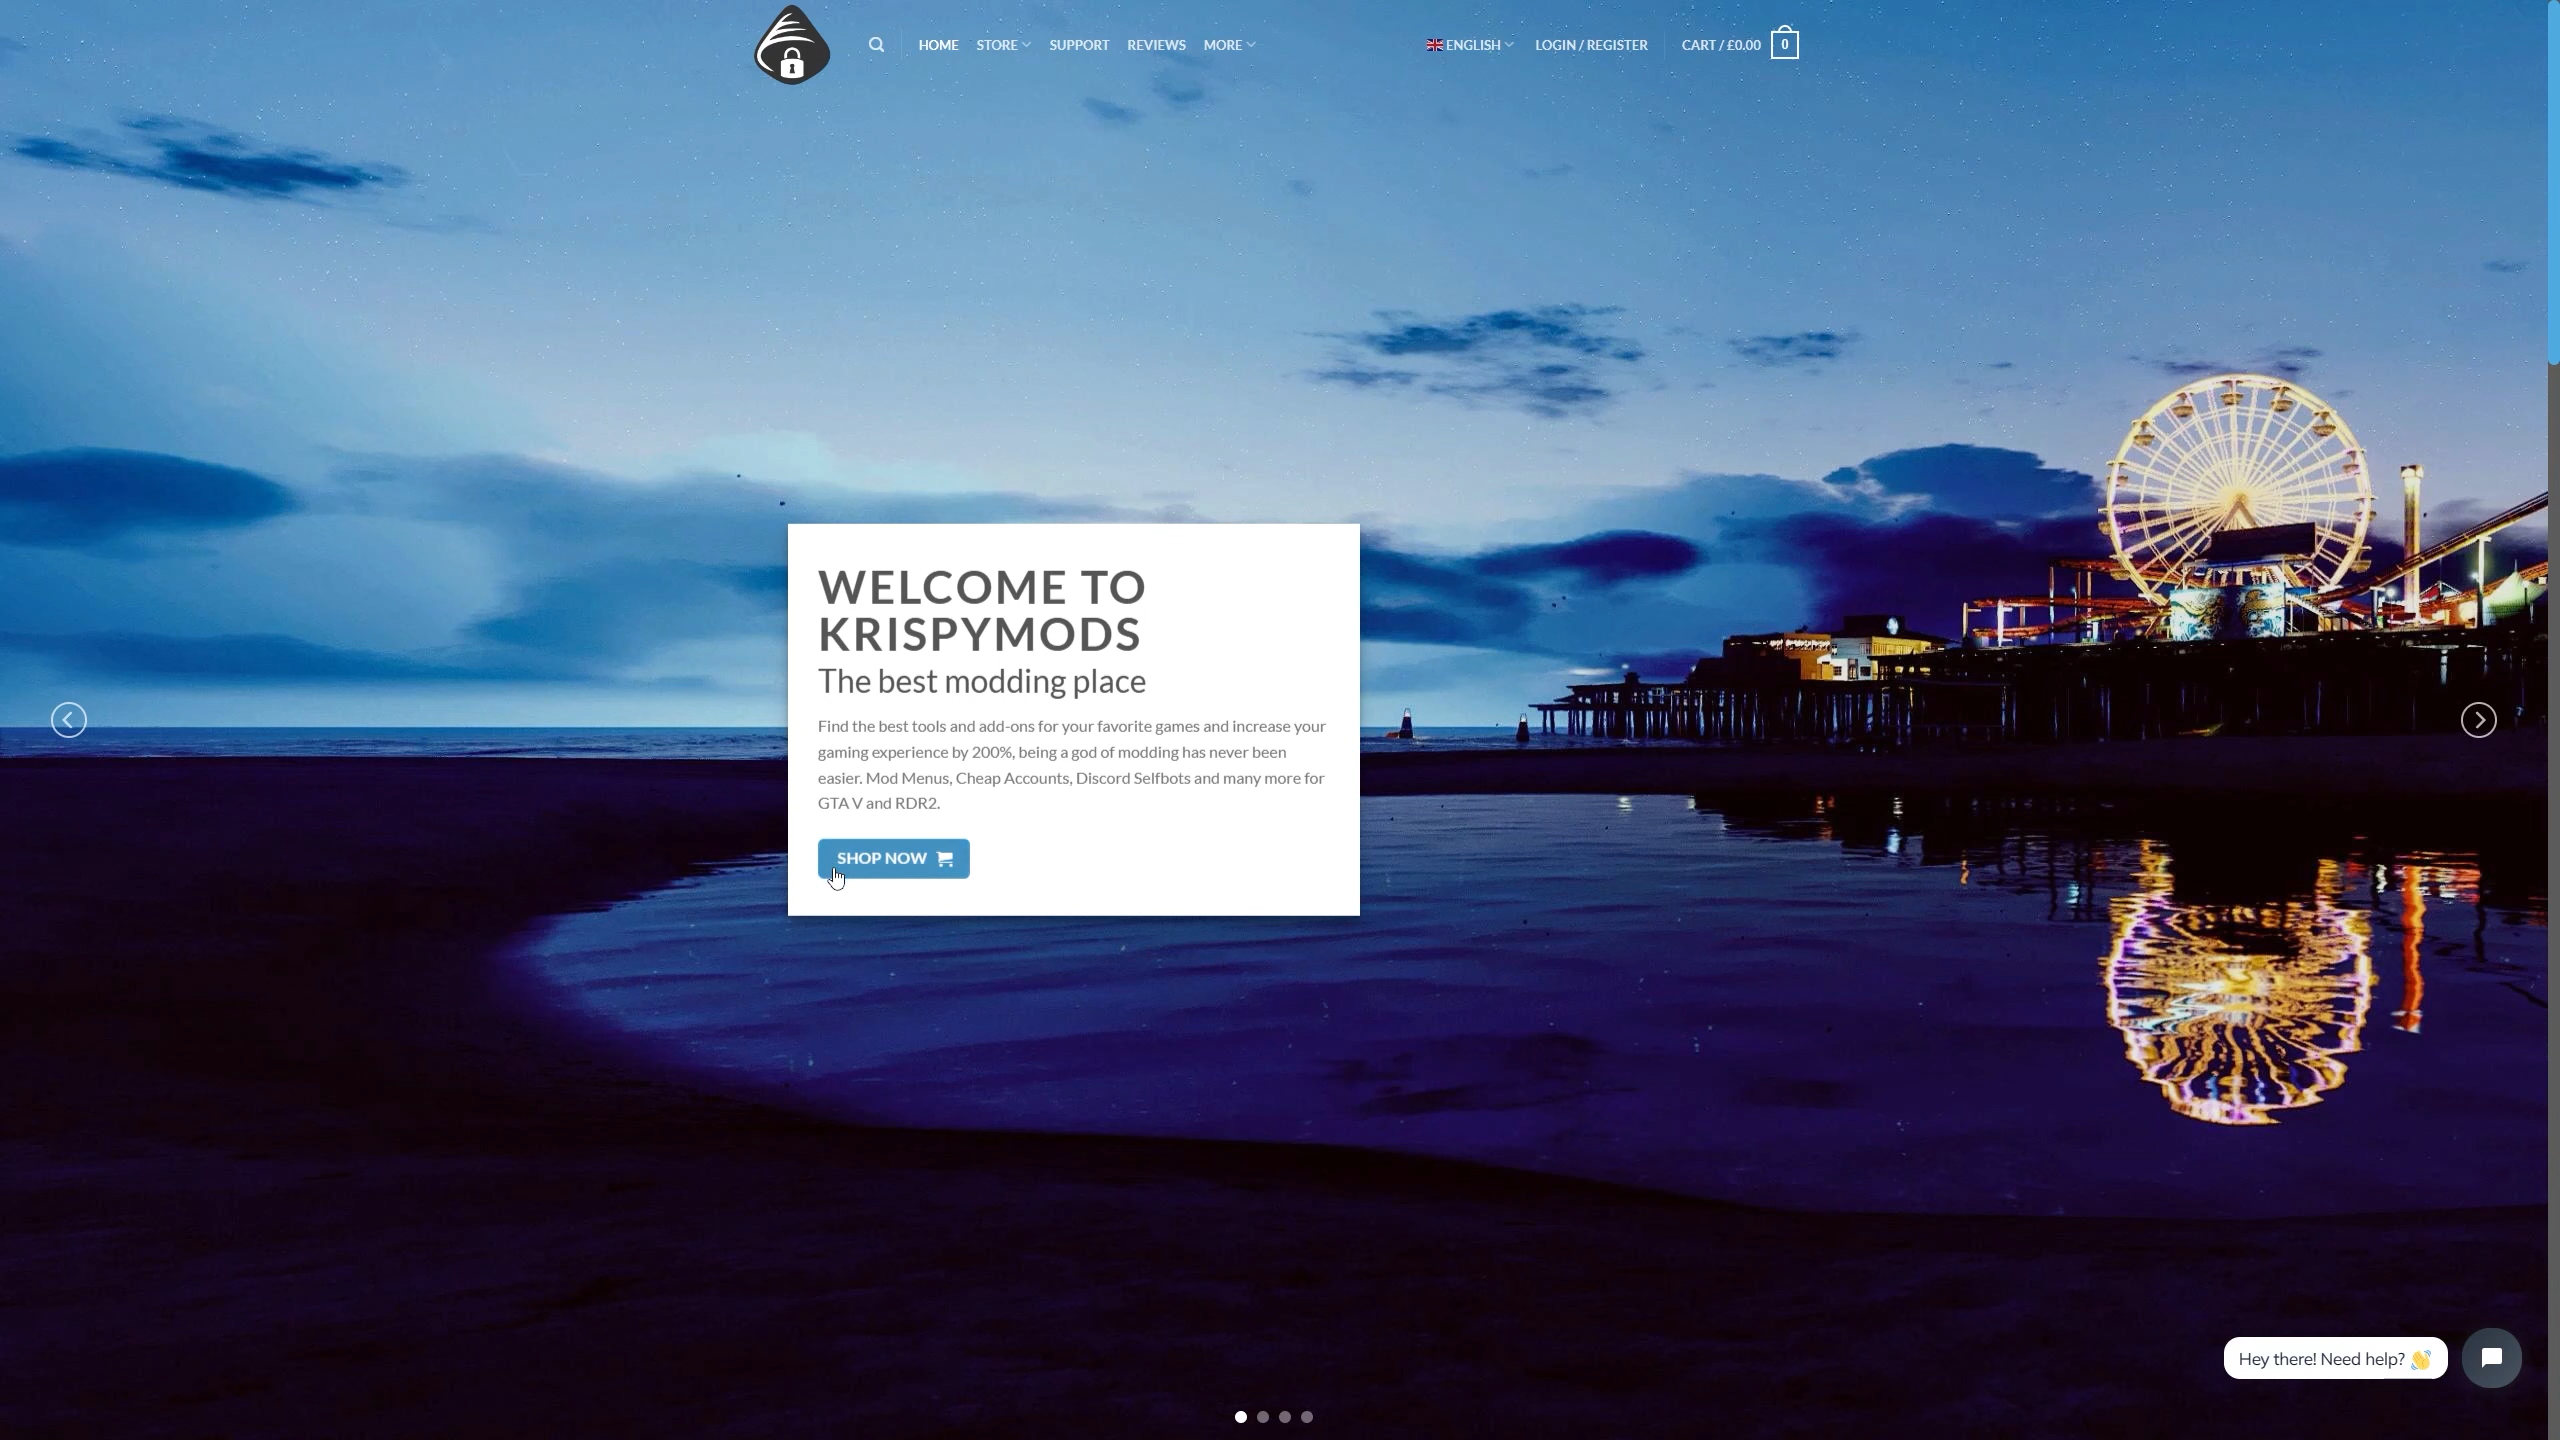 HOME
STORE
SUPPORT
REVIEWS
MORE
ENGLISH
LOGIN / REGISTER
CART / £0.00
0
WELCOME TO
KRISPYMODS
The best modding place
Find the best tools and add-ons for your favorite games and increase your
gaming experience by 200%, being a god of modding has never been
easier. Mod Menus, Cheap Accounts, Discord Selfbots and many more for
GTA V and RDR2.
SHOP NOW
Hey there! Need help? 👋